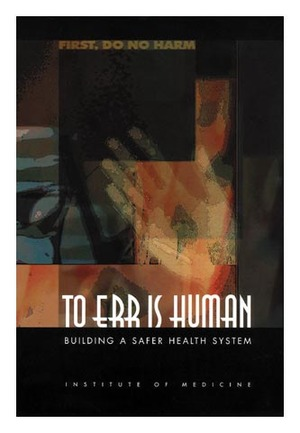 FIRST, DO NO HARM
TO ERR IS HUMAN
BUILDING A SAFER HEALTH SYSTEM
INSTITUTE OF MEDICINE